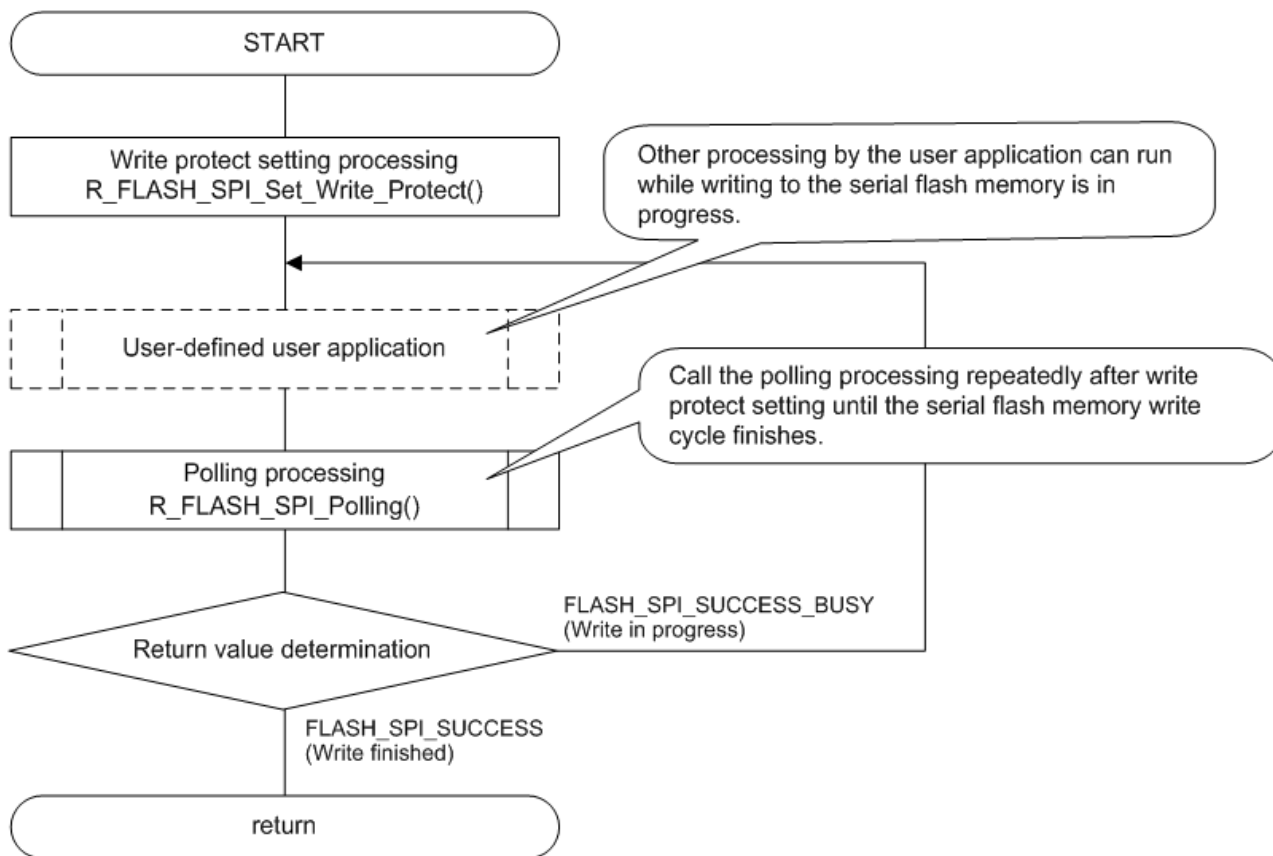 START
Write protect setting processing
R_FLASH_SPI_Set_Write_Protect()
Other processing by the user application can run
while writing to the serial flash memory is in
progress.
User-defined user application
Call the polling processing repeatedly after write
protect setting until the serial flash memory write
cycle finishes.
Polling processing
R_FLASH_SPI_Polling()
FLASH_SPI_SUCCESS_BUSY
(Write in progress)
Return value determination
FLASH_SPI_SUCCESS
(Write finished)
return